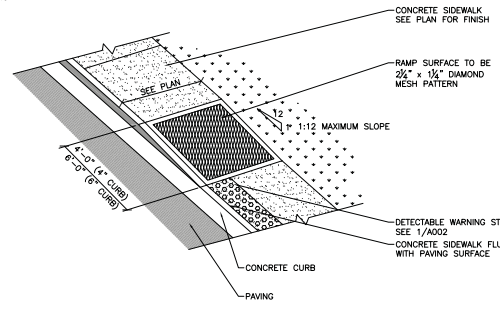 CONCRETE SIDEWALK
SEE PLAN FOR FINISH
RAMP SURFACE TO BE
2¼" x 1¼" DIAMOND
MESH PATTERN
SEE PLAN
12
1
1:12 MAXIMUM SLOPE
4'-0" (4" CURB)
6'-0" (6" CURB)
DETECTABLE WARNING ST
SEE 1/A002
CONCRETE SIDEWALK FLU
WITH PAVING SURFACE
CONCRETE CURB
PAVING